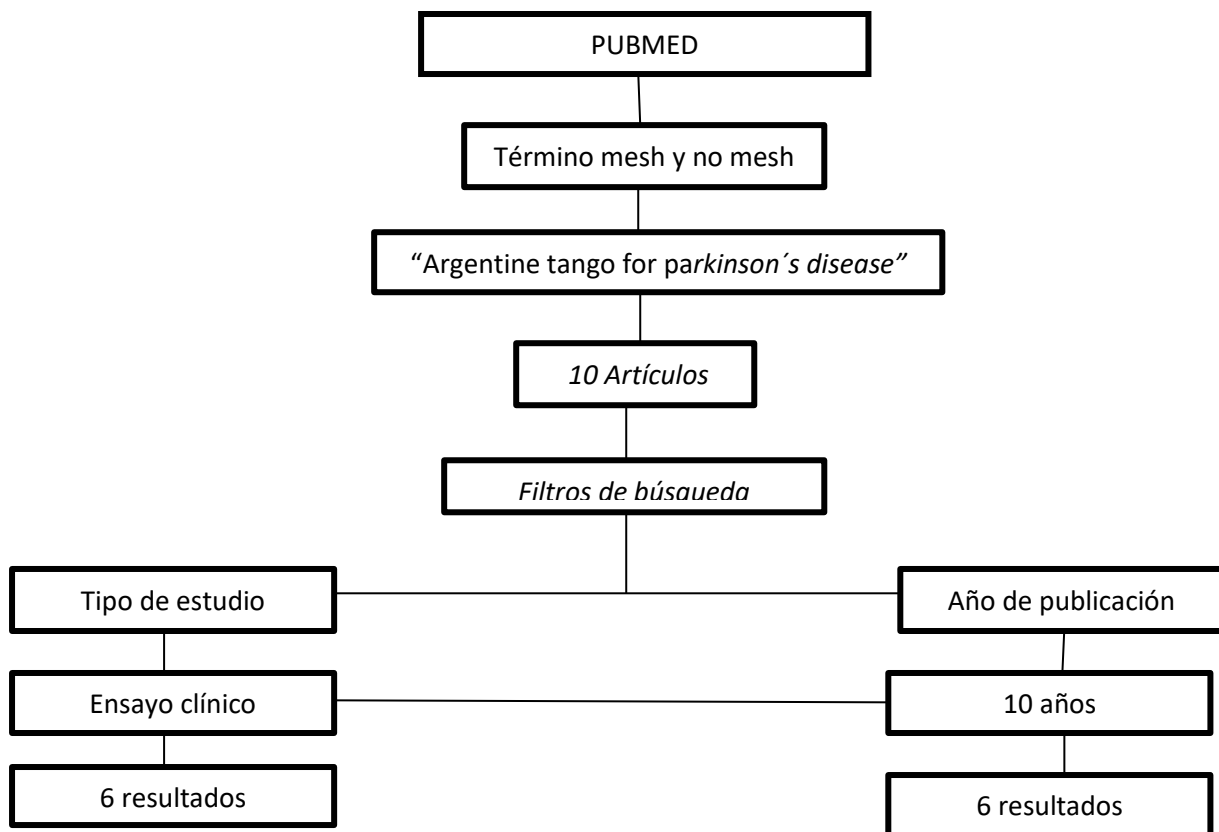 PUBMED
Término mesh y no mesh
“Argentine tango for parkinson´s disease”
10 Artículos
Filtros de búsqueda
Tipo de estudio
Año de publicación
Ensayo clínico
10 años
6 resultados
6 resultados